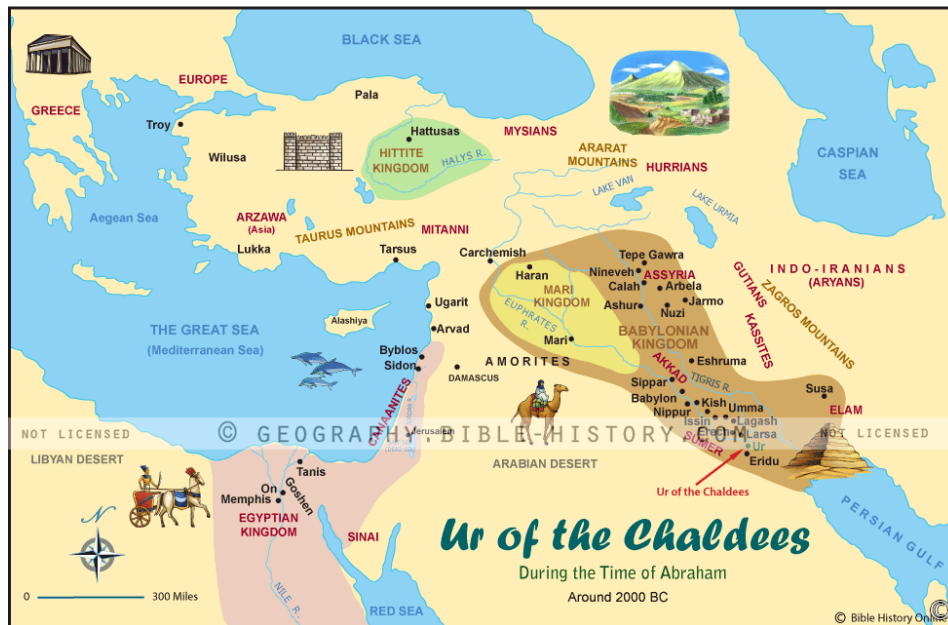 BLACK SEA
EUROPE
GREECE
Pala
Troy
Hattusas
MYSIANS
HITTITE
KINGDOM
HALYS R.
Wilusa
ARARAT
MOUNTAINS
HURRIANS
CASPIAN
SEA
LAKE VAN
LAKE URMIA
Aegean Sea
ARZAWA
(Asia)
TAURUS MOUNTAINS
MITANNI
Lukka
Tarsus
Carchemish
Haran
Tepe Gawra
Nineveh
ASSYRIA
Calah
Arbela
Ashur
Jarmo
Nuzi
MARI
KINGDOM
EUPHRATES
R.
Mari
BABYLONIAN
KINGDOM
GUTIANS
KASSITES
INDO-IRANIANS
(ARYANS)
ZAGROS MOUNTAINS
Ugarit
Alashiya
Arvad
THE GREAT SEA
(Mediterranean Sea)
Byblos
Sidon
AMORITES
DAMASCUS
AKKAD
Eshruma
TIGRIS R.
Sippar
Babylon
Kish
Nippur
Issin
Umma
Lagash
Erech
Larsa
Ur
Eridu
SUMER
Susa
ELAM
CANAANITES
Jerusalem
NOT LICENSED
© GEOGRAPHY.BIBLE-HISTORY.COM
NOT LICENSED
LIBYAN DESERT
ARABIAN DESERT
Tanis
On
Goshen
Memphis
EGYPTIAN
KINGDOM
SINAI
NILE R.
RED SEA
Ur of the Chaldees
PERSIAN GULF
N
0
300 Miles
Ur of the Chaldees
During the Time of Abraham
Around 2000 BC
© Bible History Onl
©